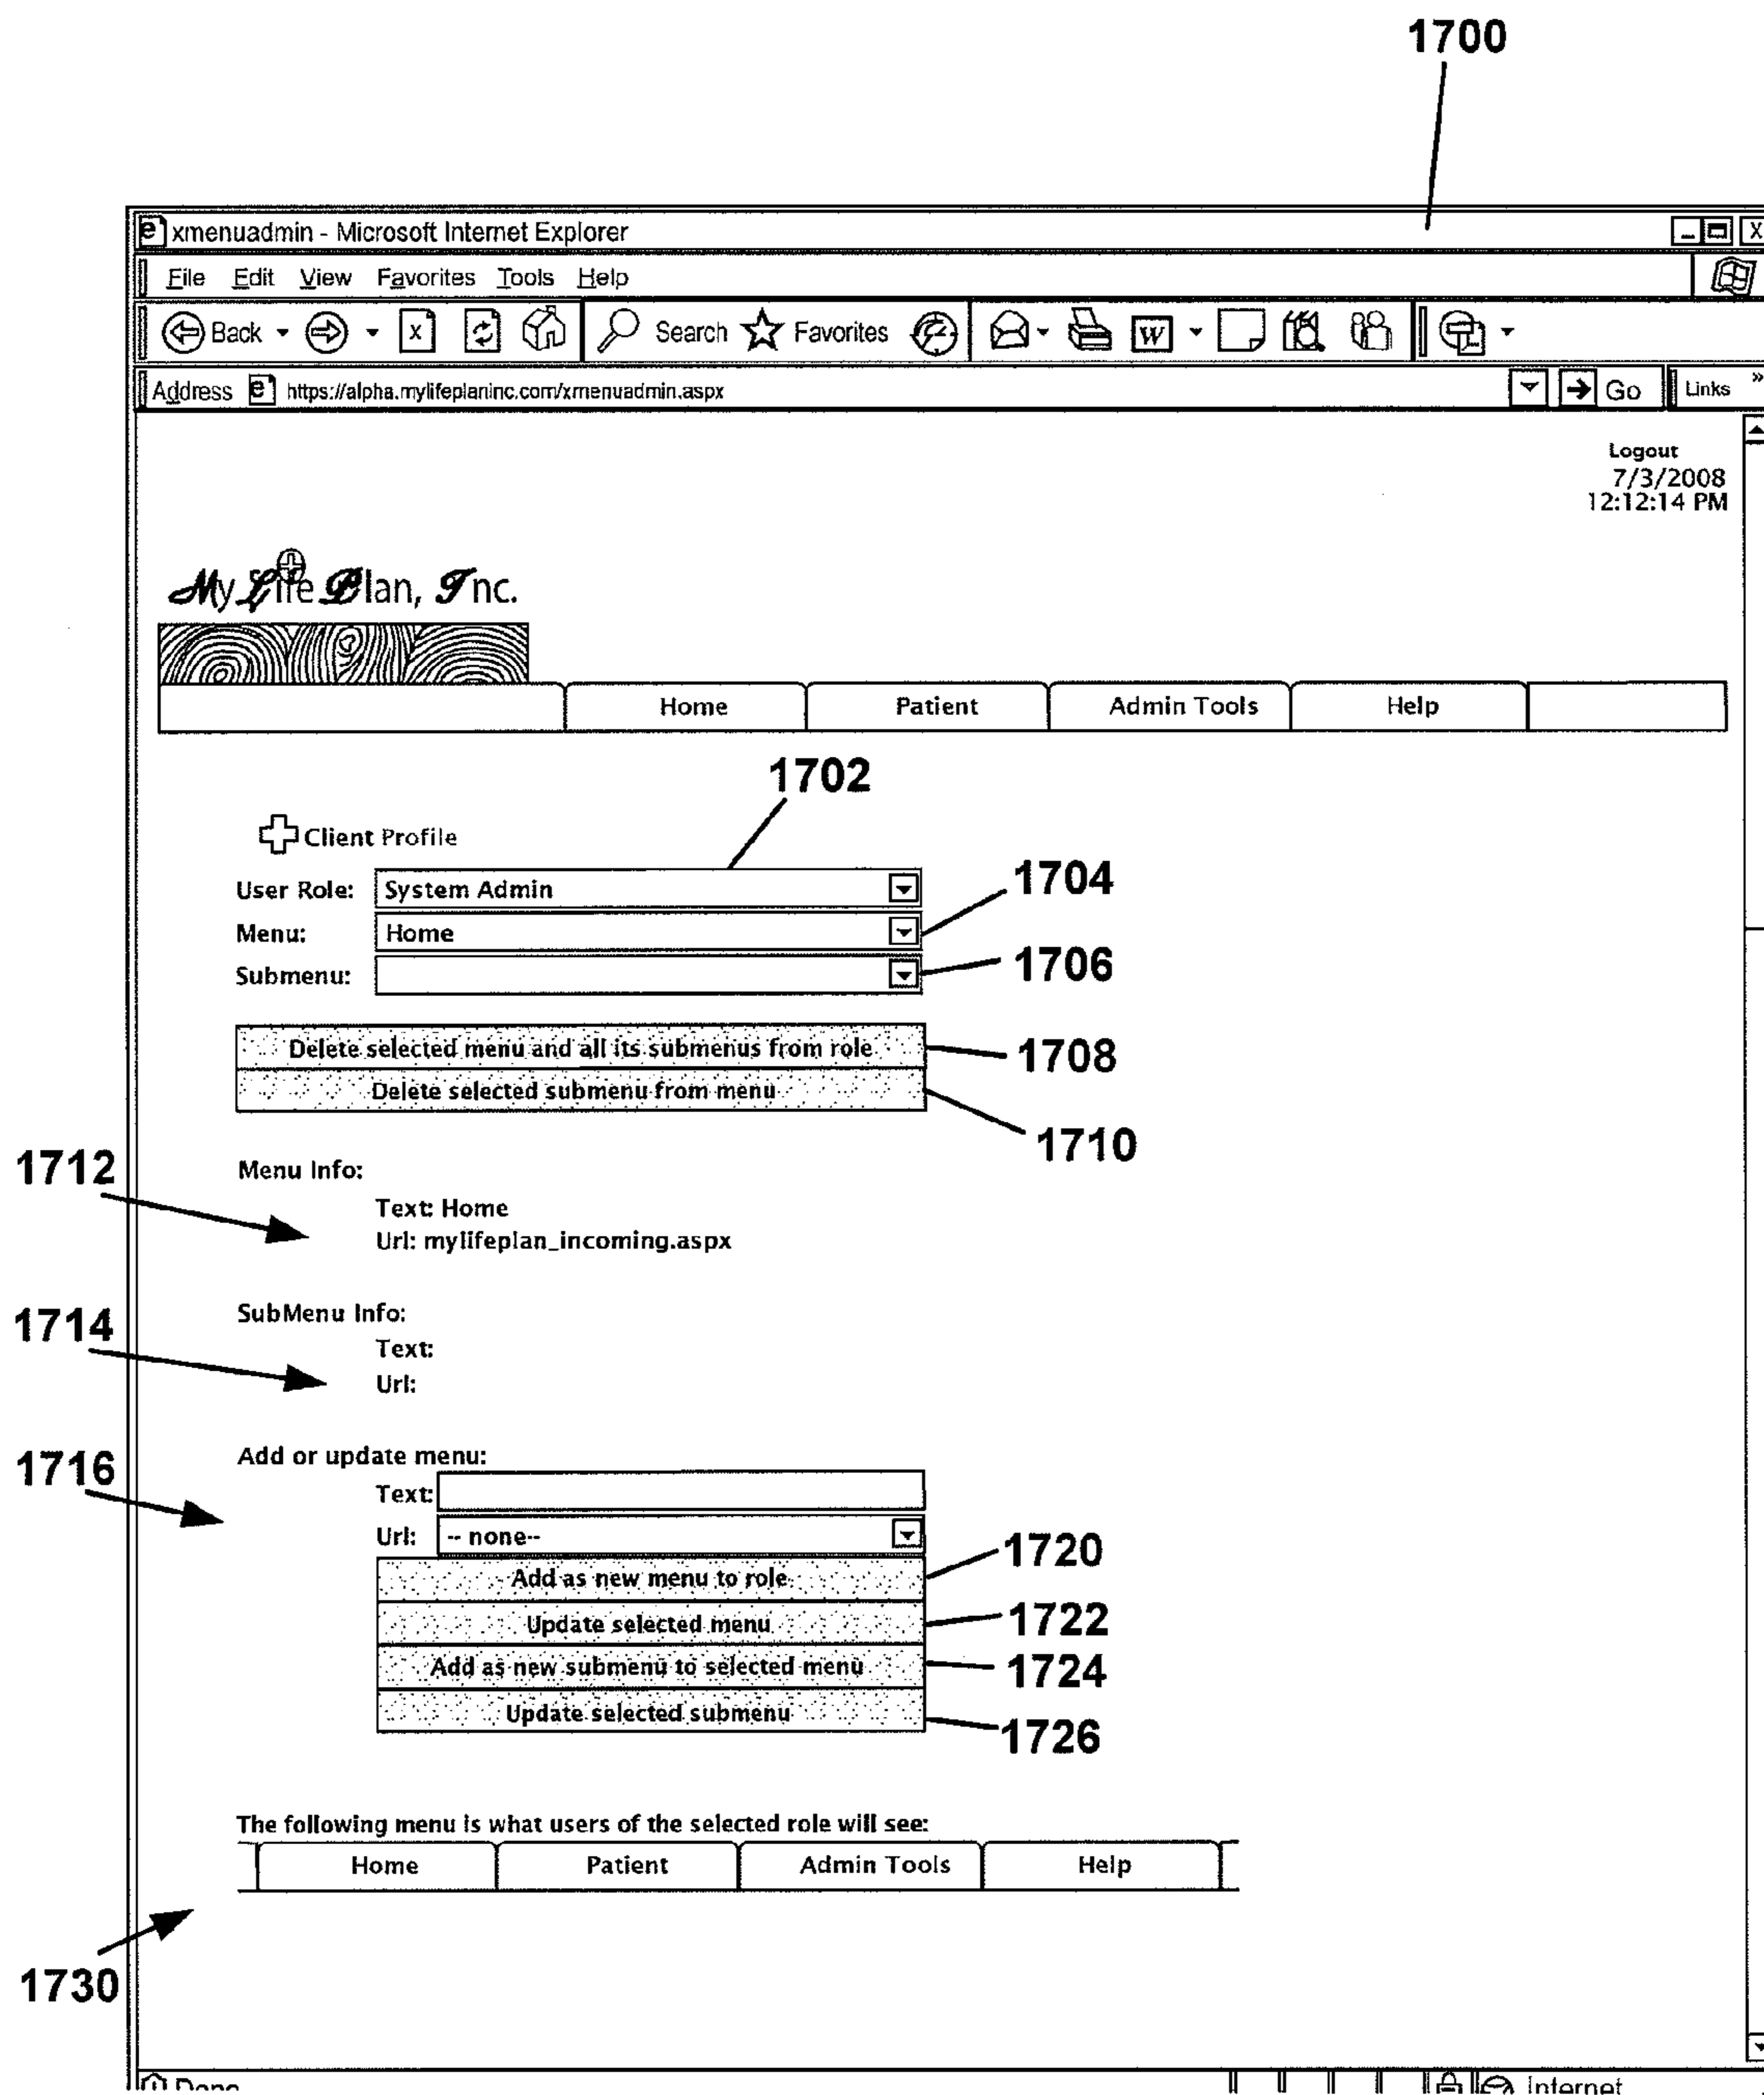 1700
xmenuadmin - Microsoft Internet Explorer
File Edit View Favorites Tools Help
Back Search Favorites W
Address https://alpha.mylifeplaninc.com/xmenuadmin.aspx Go Links »
Logout
7/3/2008
12:12:14 PM
My Life Plan, Inc.
Home Patient Admin Tools Help
1702
Client Profile
User Role: System Admin
1704
Menu: Home
1706
Submenu:
Delete selected menu and all its submenus from role 1708
Delete selected submenu from menu
1710
1712
Menu Info:
Text: Home
Url: mylifeplan_incoming.aspx
SubMenu Info:
1714
Text:
Url:
Add or update menu:
1716
Text:
Url: -- none--
1720
Add as new menu to role
Update selected menu 1722
Add as new submenu to selected menu 1724
Update selected submenu
1726
The following menu is what users of the selected role will see:
Home Patient Admin Tools Help
1730
Done Internet